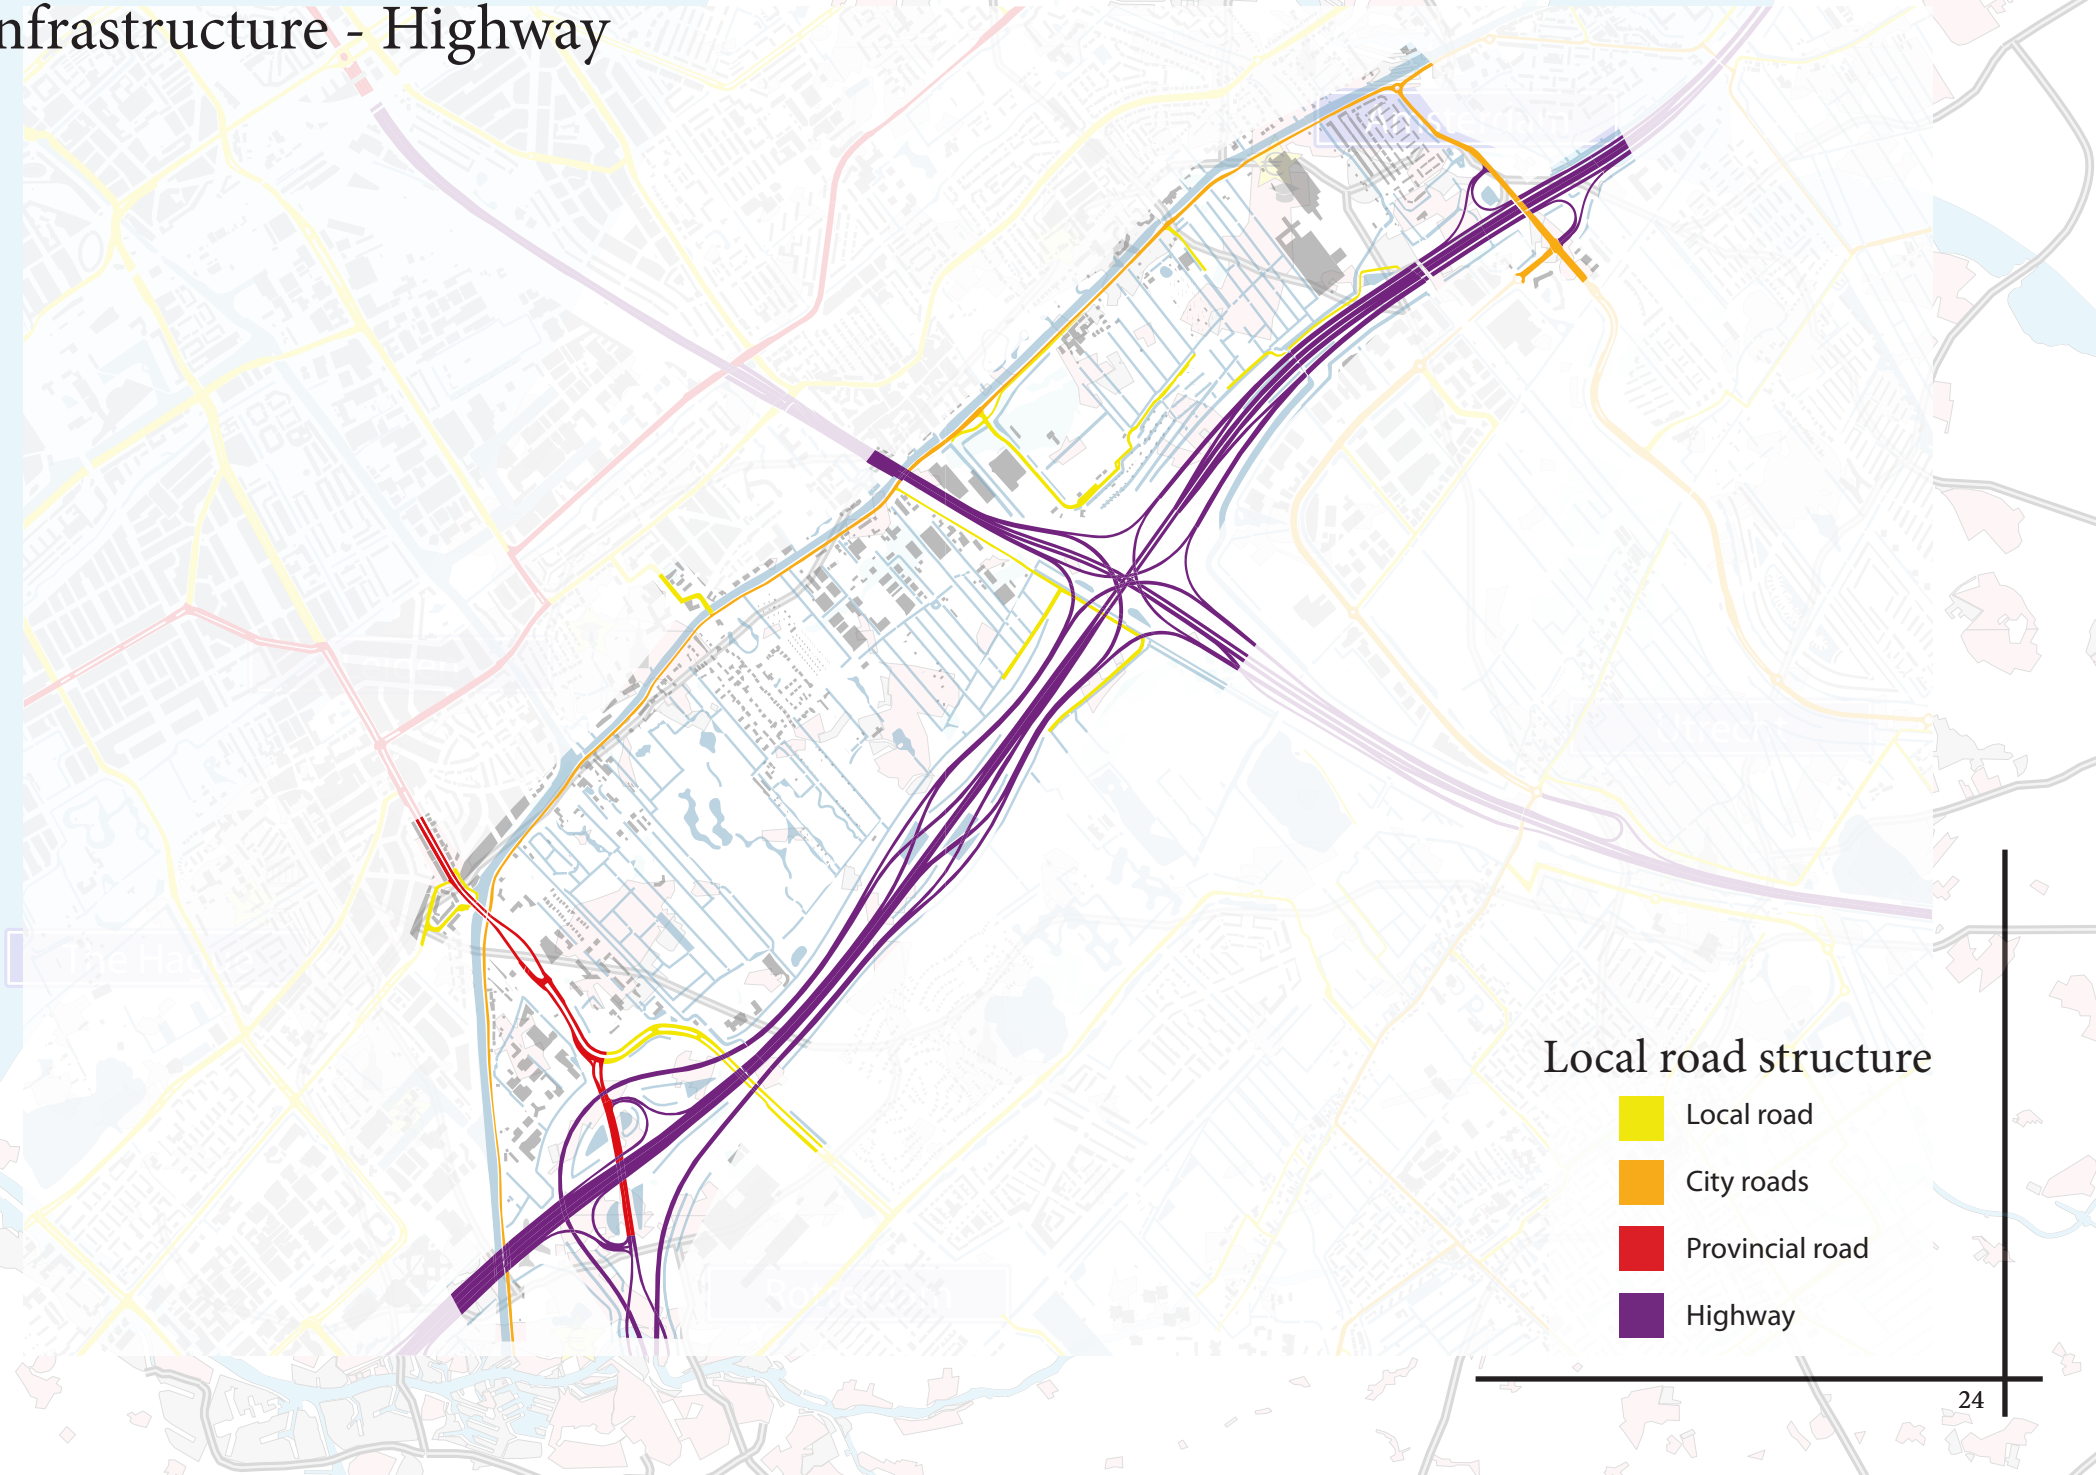 nfrastructure - Highway
Local road structure
Local road
City roads
Provincial road
Highway
24